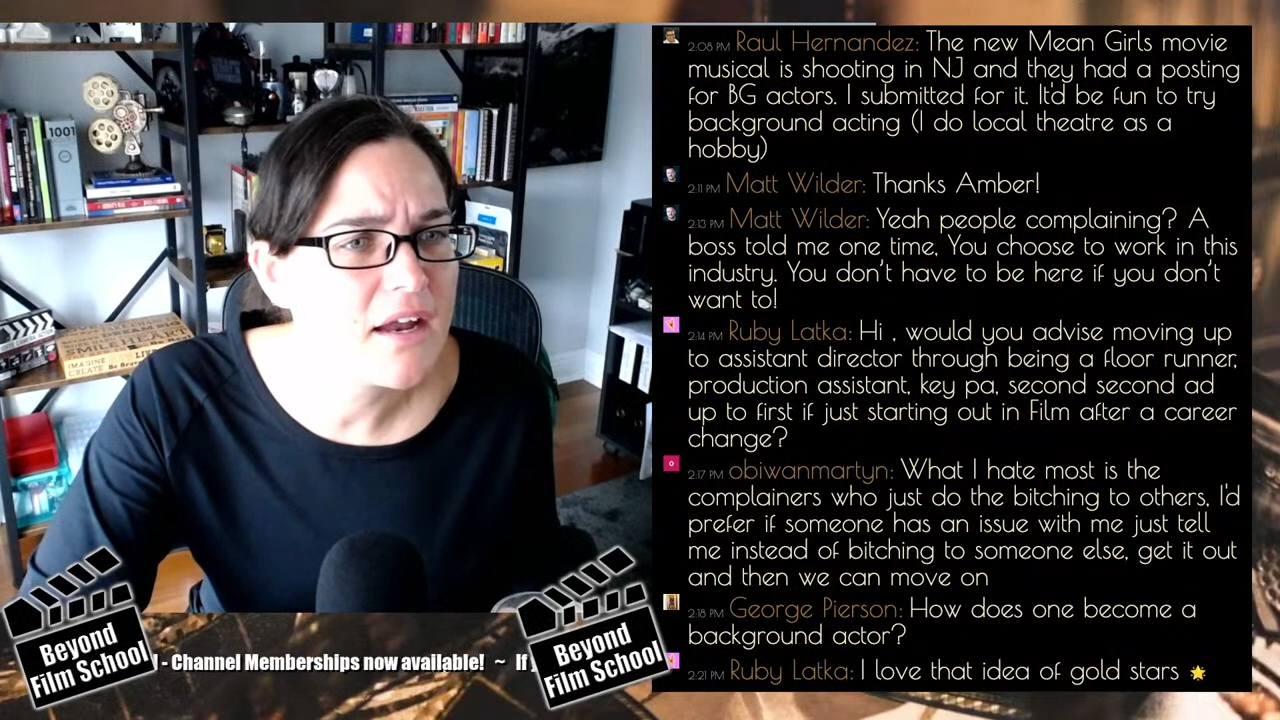 2:08 PM Raul Hernandez: The new Mean Girls movie
musical is shooting in NJ and they had a posting
for BG actors. I submitted for it. It'd be fun to try
background acting (I do local theatre as a
hobby)
2:11 PM Matt Wilder: Thanks Amber!
2:13 PM Matt Wilder: Yeah people complaining? A
boss told me one time, You choose to work in this
industry. You don't have to be here if you don't
want to!
2:14 PM Ruby Latka: Hi , would you advise moving up
to assistant director through being a floor runner,
production assistant, key pa, second second ad
up to first if just starting out in Film after a career
change?
2:17 PM obiwanmartyn: What I hate most is the
complainers who just do the bitching to others, I'd
prefer if someone has an issue with me just tell
me instead of bitching to someone else, get it out
and then we can move on
2:18 PM George Pierson: How does one become a
background actor?
2:21 PM Ruby Latka: I love that idea of gold stars 🌟
1001
IMAGINE
CREATE Be Brave
Beyond
Film School
- Channel Memberships now available! ~ If
Beyond
Film School